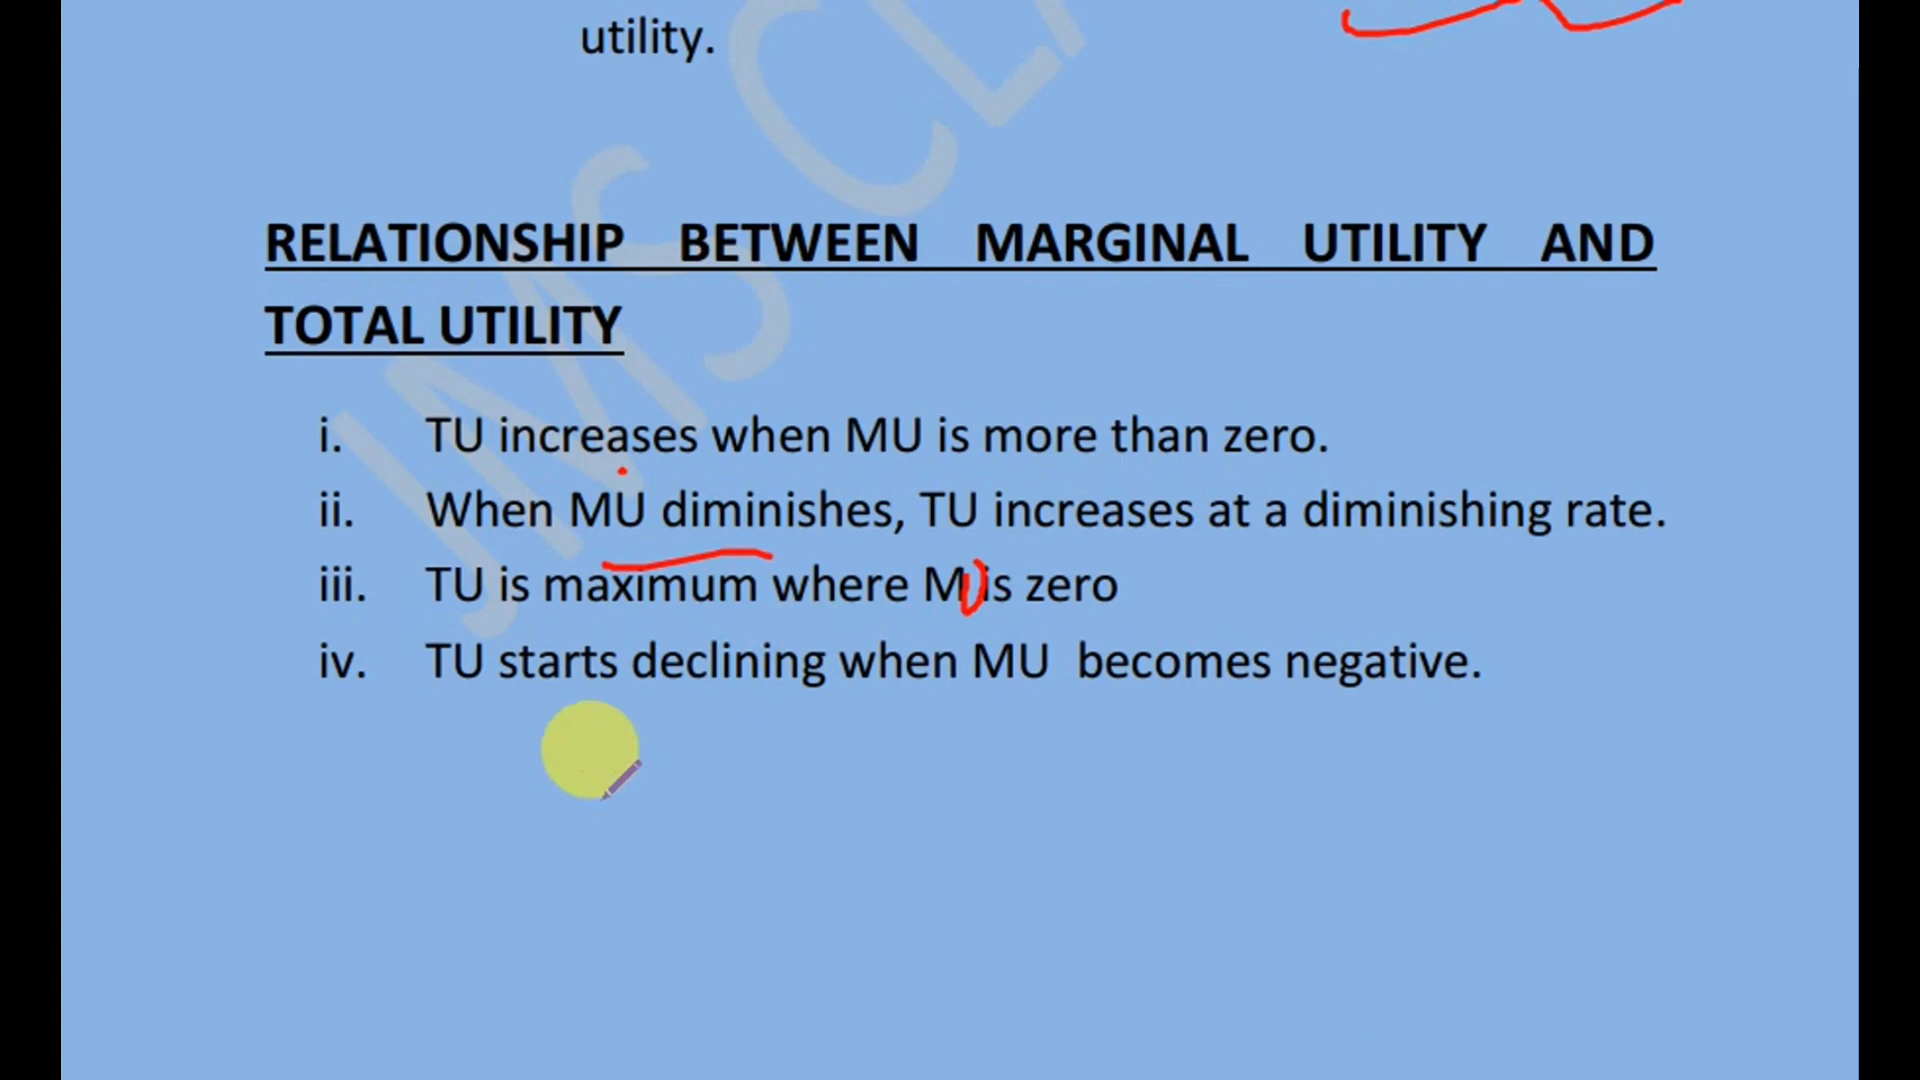 utility.
JMS CLA
RELATIONSHIP BETWEEN MARGINAL UTILITY AND
TOTAL UTILITY
i. TU increases when MU is more than zero.
ii. When MU diminishes, TU increases at a diminishing rate.
iii. TU is maximum where MU is zero
iv. TU starts declining when MU becomes negative.